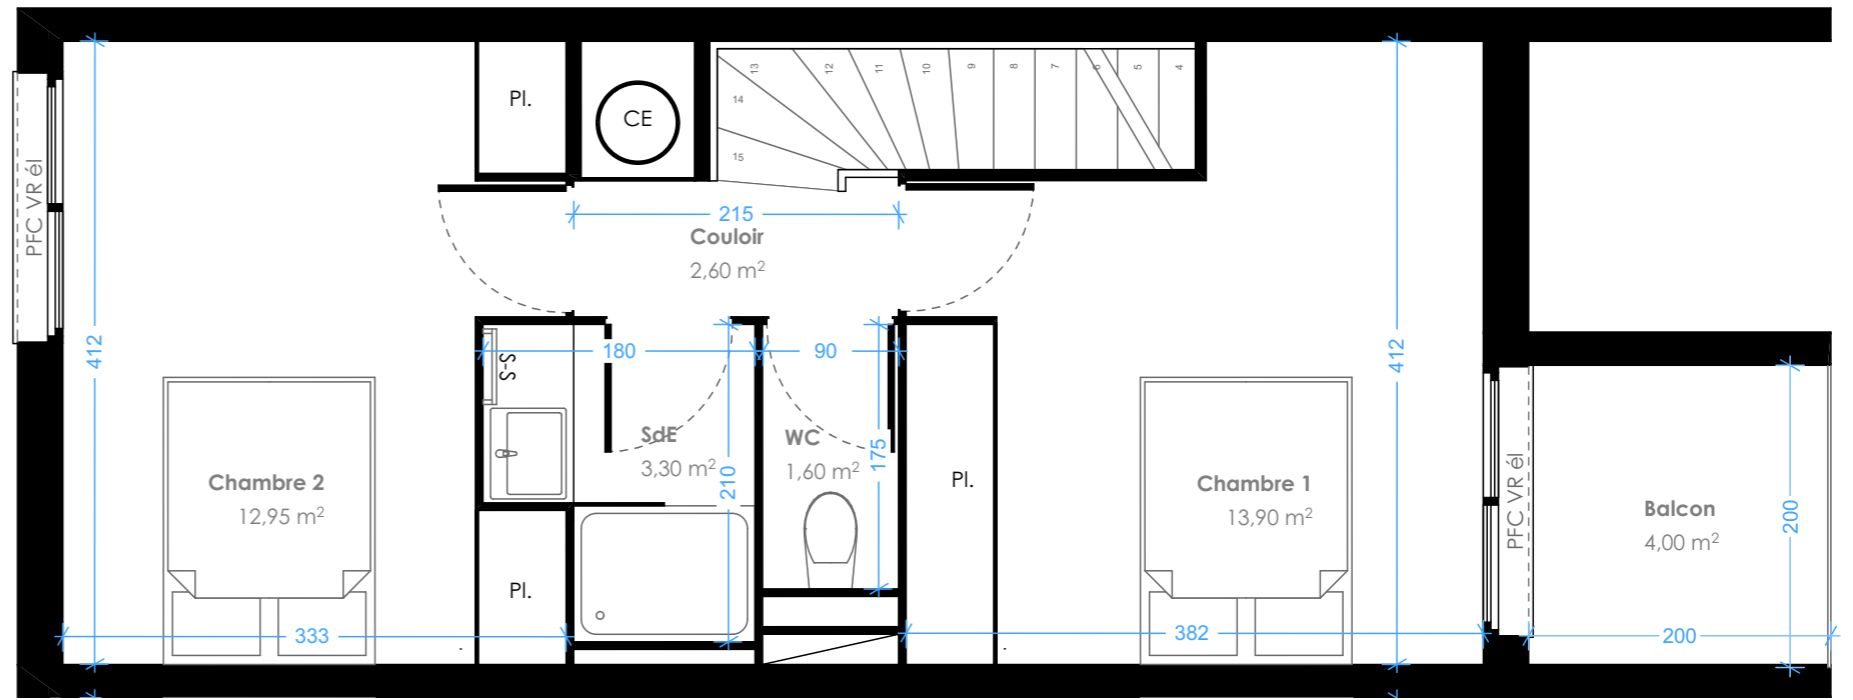 Pl.
CE
13
12
11
10
9
8
7
6
5
4
14
15
PFC VR él
215
Couloir
2,60 m²
412
180
90
412
S-S
SdE
3,30 m²
210
WC
1,60 m²
175
Pl.
Chambre 2
12,95 m²
Chambre 1
13,90 m²
PFC VR él
Balcon
4,00 m²
200
Pl.
333
382
200